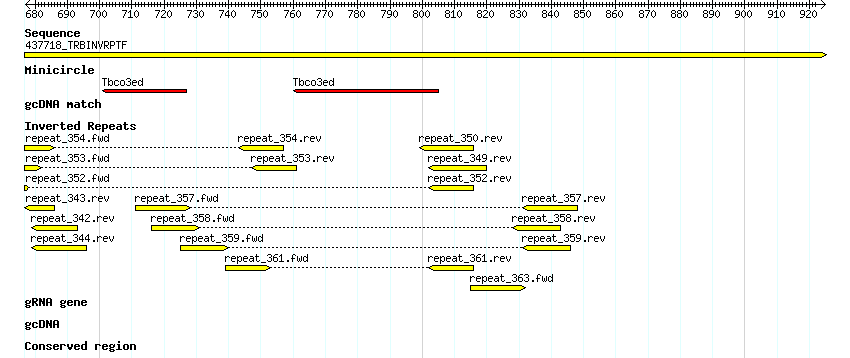 680 690 700 710 720 730 740 750 760 770 780 790 800 810 820 830 840 850 860 870 880 890 900 910 920
Sequence
437718_TRBINVRPTF
Minicircle
Tbco3ed Tbco3ed
gcDNA match
Inverted Repeats
repeat_354.fwd repeat_354.rev repeat_350.rev
repeat_353.fwd repeat_353.rev repeat_349.rev
repeat_352.fwd repeat_352.rev
repeat_343.rev repeat_357.fwd repeat_357.rev
repeat_342.rev repeat_358.fwd repeat_358.rev
repeat_344.rev repeat_359.fwd repeat_359.rev
repeat_361.fwd repeat_361.rev
repeat_363.fwd
gRNA gene
gcDNA
Conserved region